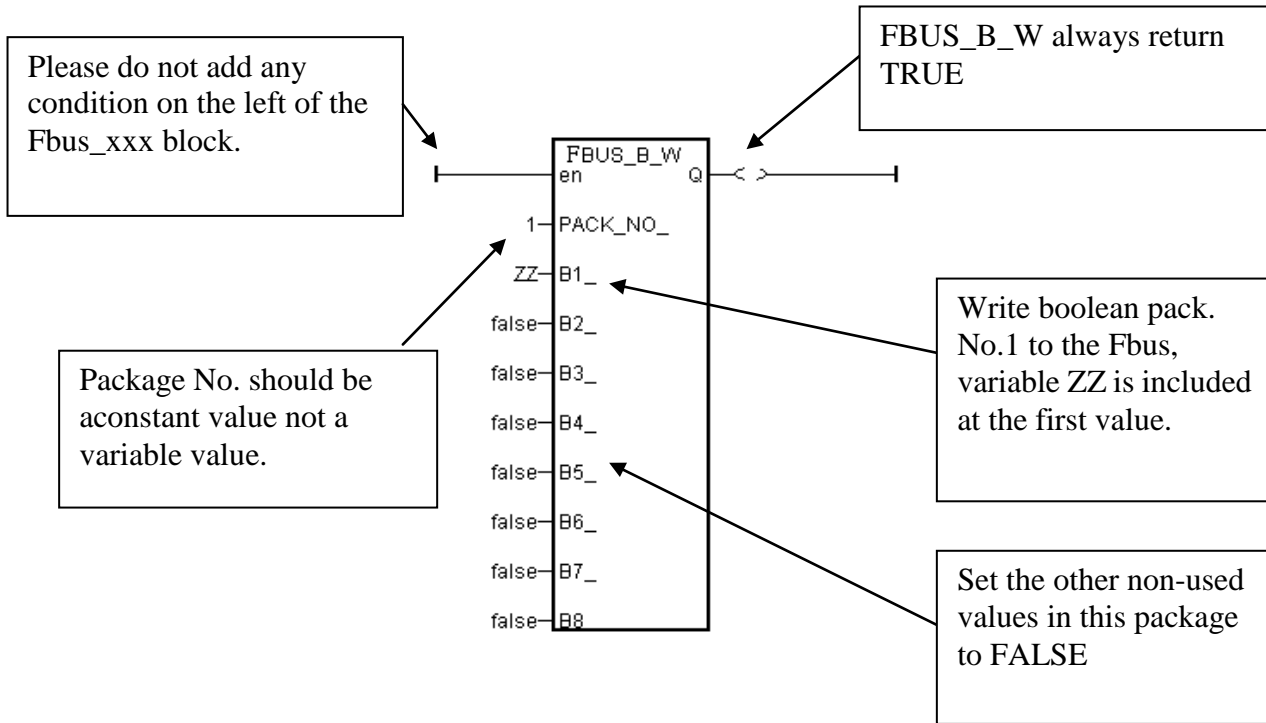 Please do not add any
condition on the left of the
Fbus_xxx block.
FBUS_B_W always return
TRUE
FBUS_B_W
en Q
1 PACK_NO_
ZZ B1_
false B2_
false B3_
false B4_
false B5_
false B6_
false B7_
false B8
Package No. should be
aconstant value not a
variable value.
Write boolean pack.
No.1 to the Fbus,
variable ZZ is included
at the first value.
Set the other non-used
values in this package
to FALSE